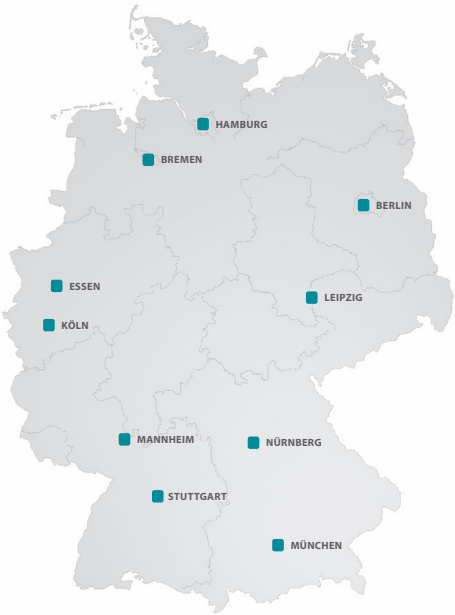 HAMBURG
BREMEN
BERLIN
ESSEN
LEIPZIG
KÖLN
MANNHEIM
NÜRNBERG
STUTTGART
MÜNCHEN